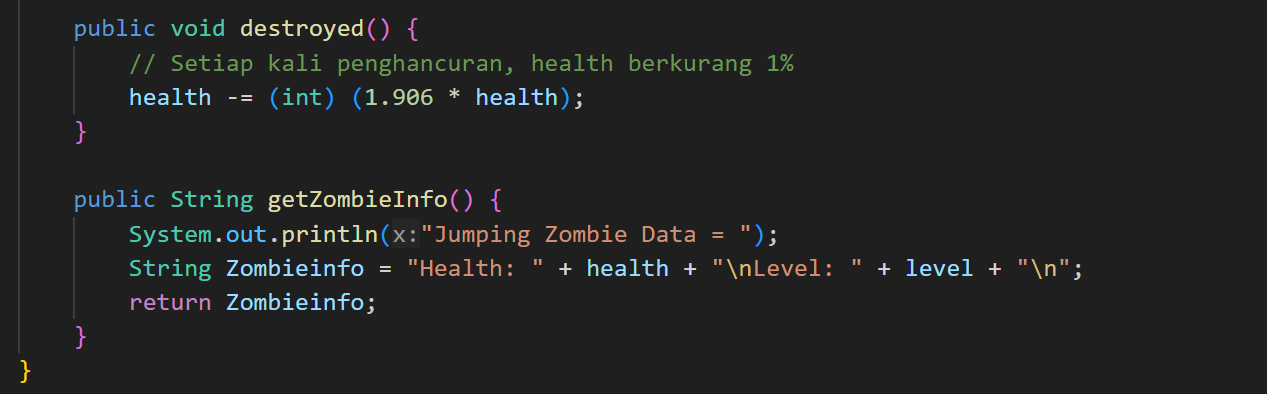 public void destroyed() {
// Setiap kali penghancuran, health berkurang 1%
health -= (int) (1.906 * health);
}
public String getZombieInfo() {
System.out.println(x:"Jumping Zombie Data = ");
String Zombieinfo = "Health: " + health + "\nLevel: " + level + "\n";
return Zombieinfo;
}
}